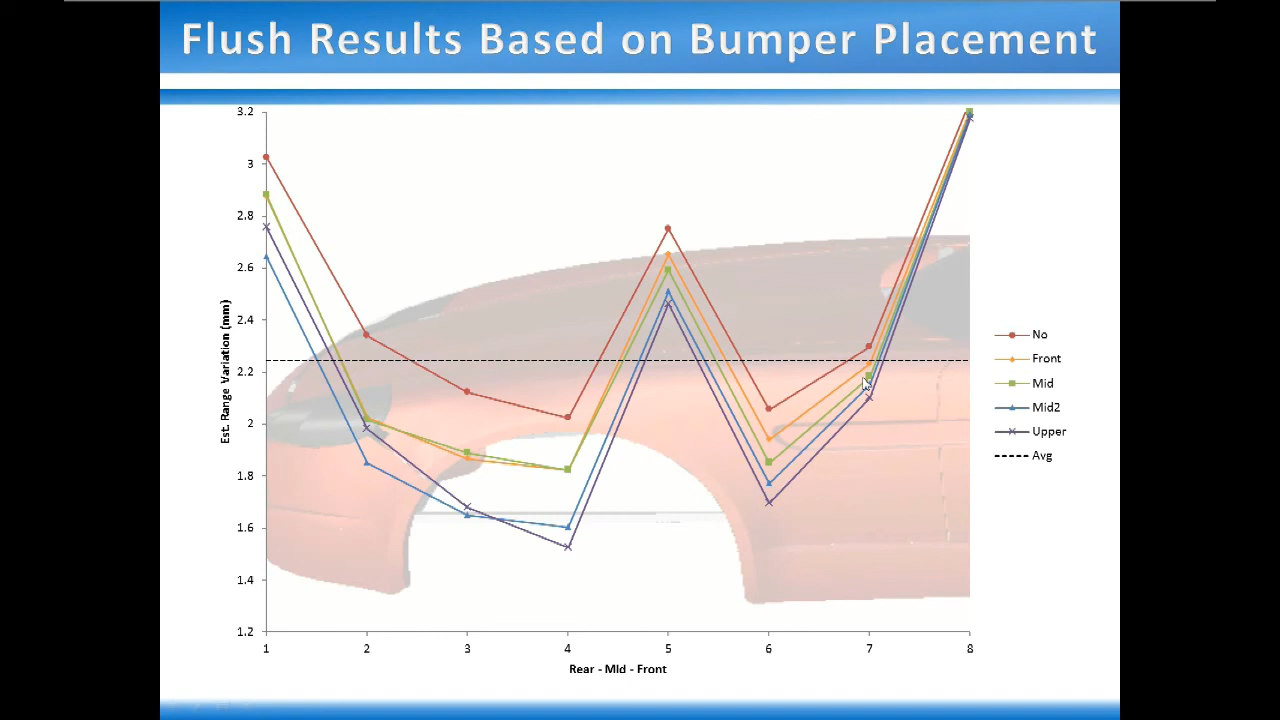 Flush Results Based on Bumper Placement
3.2
3
2.8
2.6
2.4
2.2
2
1.8
1.6
1.4
1.2
Est. Range Variation (mm)
1 2 3 4 5 6 7 8
Rear - MId - Front
No
Front
Mid
Mid2
Upper
Avg